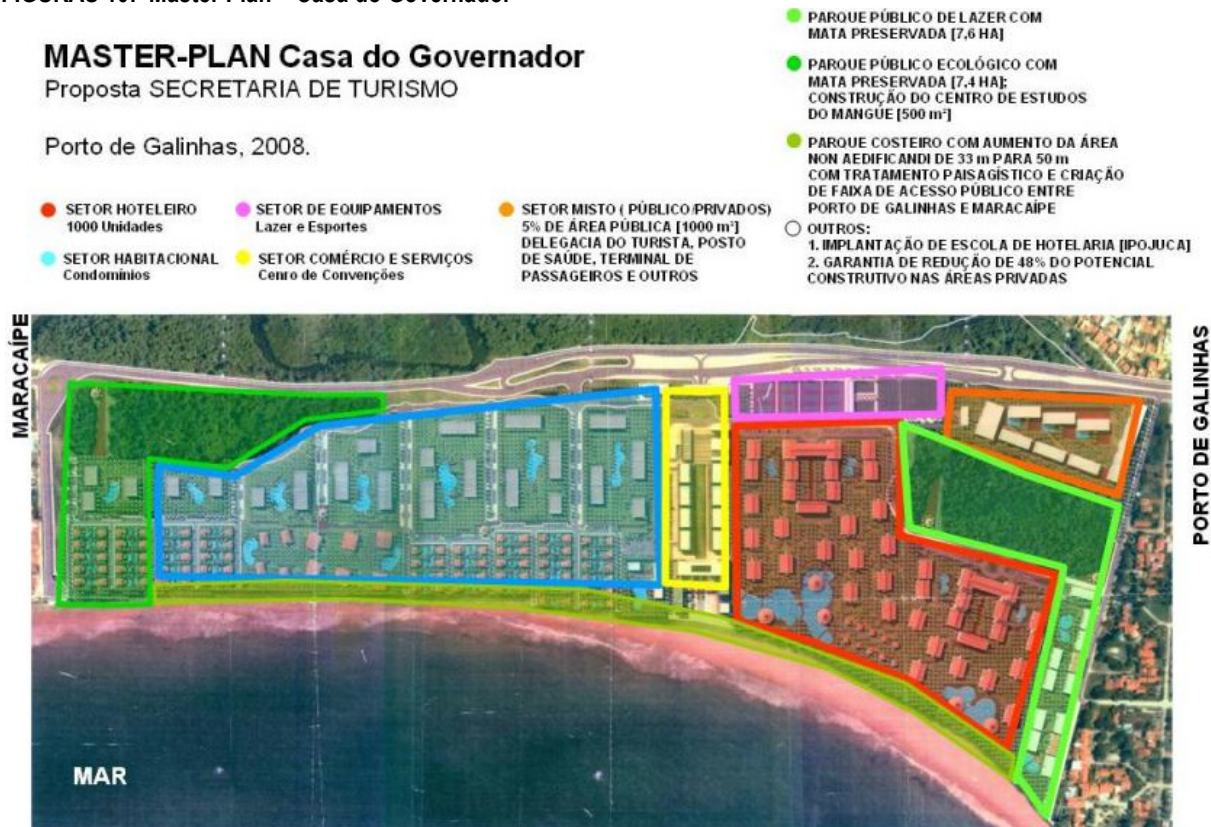 MASTER-PLAN Casa do Governador
Proposta SECRETARIA DE TURISMO
Porto de Galinhas, 2008.
SETOR HOTELEIRO
1000 Unidades
SETOR HABITACIONAL
Condomínios
SETOR DE EQUIPAMENTOS
Lazer e Esportes
SETOR COMÉRCIO E SERVIÇOS
Cenro de Convenções
SETOR MISTO ( PÚBLICO/PRIVADOS)
5% DE ÁREA PÚBLICA [1000 m²]
DELEGACIA DO TURISTA, POSTO
DE SAÚDE, TERMINAL DE
PASSAGEIROS E OUTROS
PARQUE PÚBLICO DE LAZER COM
MATA PRESERVADA [7,6 HA]
PARQUE PÚBLICO ECOLÓGICO COM
MATA PRESERVADA [7,4 HA];
CONSTRUÇÃO DO CENTRO DE ESTUDOS
DO MANGUE [500 m²]
PARQUE COSTEIRO COM AUMENTO DA ÁREA
NON AEDIFICANDI DE 33 m PARA 50 m
COM TRATAMENTO PAISAGÍSTICO E CRIAÇÃO
DE FAIXA DE ACESSO PÚBLICO ENTRE
PORTO DE GALINHAS E MARACAÍPE
OUTROS:
1. IMPLANTAÇÃO DE ESCOLA DE HOTELARIA [IPOJUCA]
2. GARANTIA DE REDUÇÃO DE 48% DO POTENCIAL
CONSTRUTIVO NAS ÁREAS PRIVADAS
MARACAÍPE
PORTO DE GALINHAS
MAR